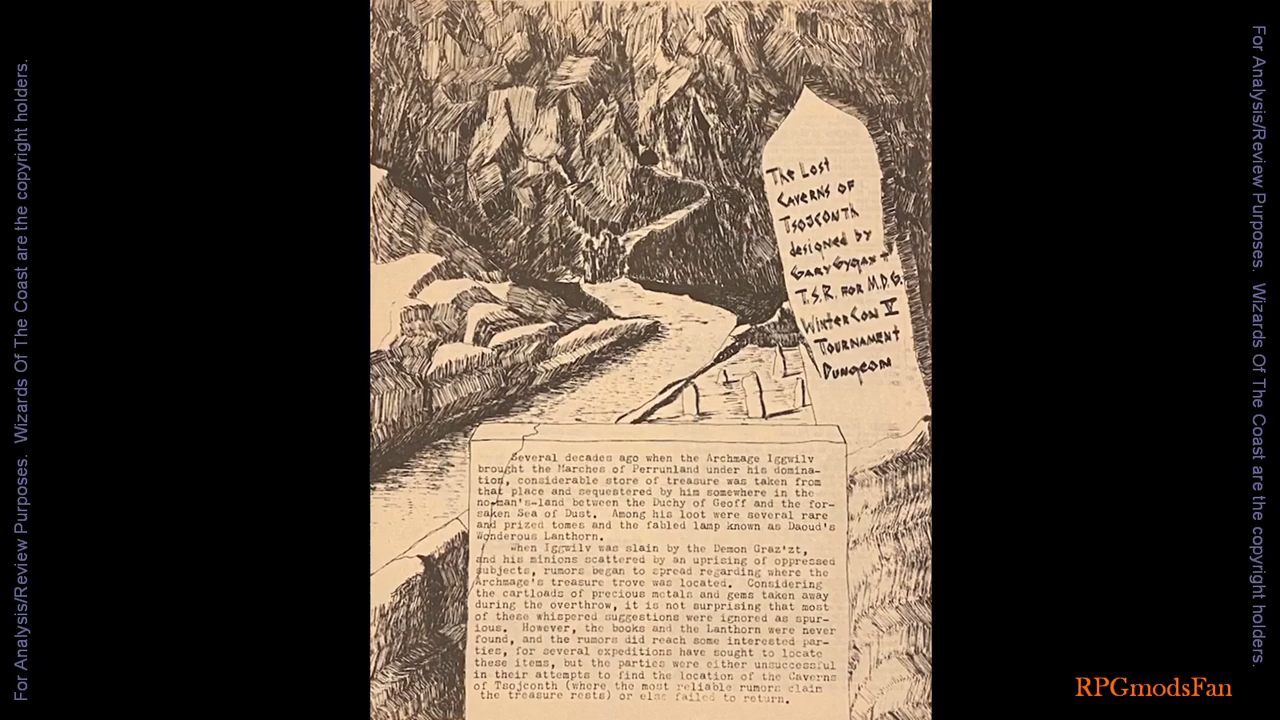 For Analysis/Review Purposes. Wizards Of The Coast are the copyright holders.
The Lost
Caverns of
Tsojconth
designed by
Gary Gygax +
T.S.R. for M.D.G.
WinterCon V
Tournament
Dungeon
Several decades ago when the Archmage Iggwilv
brought the Marches of Perrunland under his domina-
tion, considerable store of treasure was taken from
that place and sequestered by him somewhere in the
no-man's-land between the Duchy of Geoff and the for-
saken Sea of Dust. Among his loot were several rare
and prized tomes and the fabled lamp known as Daoud's
Wonderous Lanthorn.
When Iggwilv was slain by the Demon Graz'zt,
and his minions scattered by an uprising of oppressed
subjects, rumors began to spread regarding where the
Archmage's treasure trove was located. Considering
the cartloads of precious metals and gems taken away
during the overthrow, it is not surprising that most
of these whispered suggestions were ignored as spur-
ious. However, the books and the Lanthorn were never
found, and the rumors did reach some interested par-
ties, for several expeditions have sought to locate
these items, but the parties were either unsuccessful
in their attempts to find the location of the Caverns
of Tsojconth (where the most reliable rumors claim
the treasure rests) or else failed to return.
For Analysis/Review Purposes. Wizards Of The Coast are the copyright holders.
RPGmodsFan